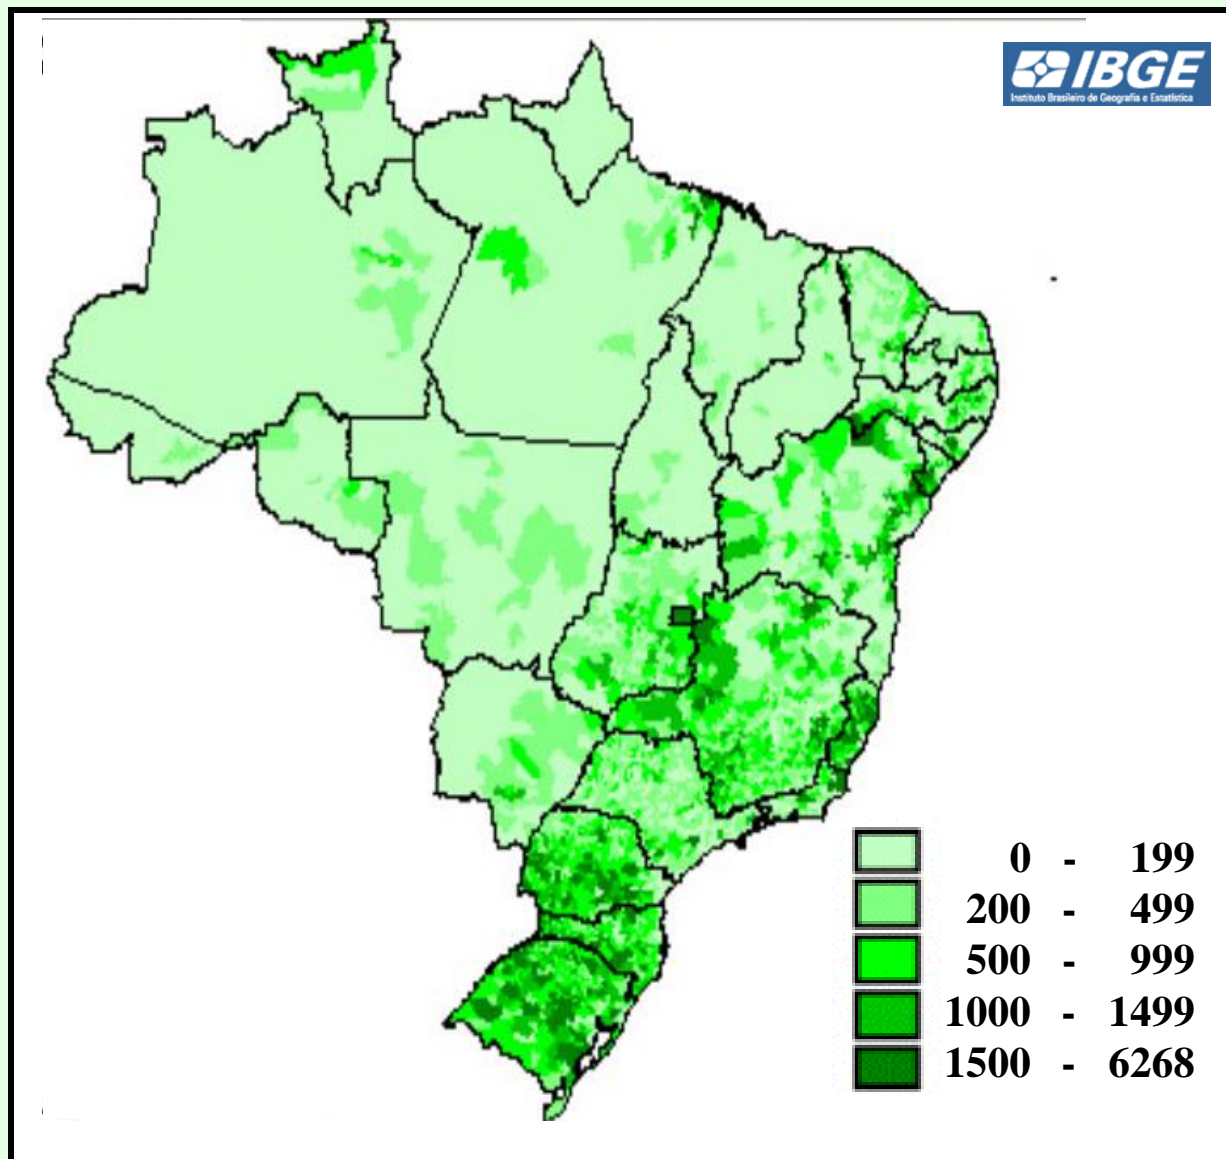 IBGE
Instituto Brasileiro de Geografia e Estatística
0 - 199
200 - 499
500 - 999
1000 - 1499
1500 - 6268